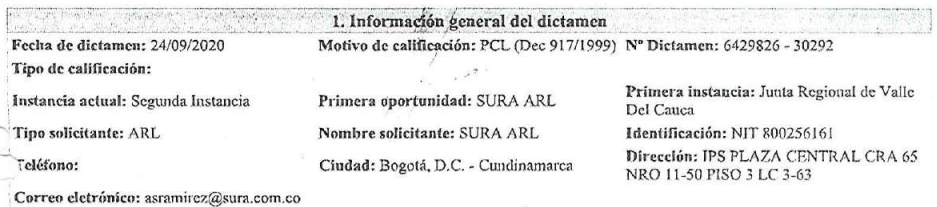 1. Información general del dictamen
Fecha de dictamen: 24/09/2020 Motivo de calificación: PCL (Dec 917/1999) N° Dictamen: 6429826 - 30292
Tipo de calificación:
Instancia actual: Segunda Instancia Primera oportunidad: SURA ARL Primera instancia: Junta Regional de Valle Del Cauca
Tipo solicitante: ARL Nombre solicitante: SURA ARL Identificación: NIT 800256161
Teléfono: Ciudad: Bogotá, D.C. - Cundinamarca Dirección: IPS PLAZA CENTRAL CRA 65 NRO 11-50 PISO 3 LC 3-63
Correo eletrónico: asramirez@sura.com.co